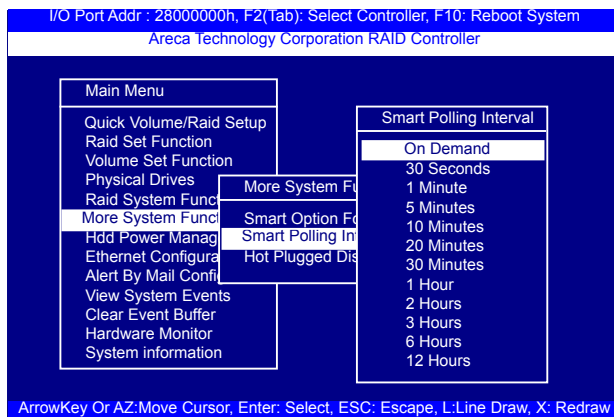 I/O Port Addr : 28000000h, F2(Tab): Select Controller, F10: Reboot System
Areca Technology Corporation RAID Controller
Main Menu
Quick Volume/Raid Setup
Raid Set Function
Volume Set Function
Physical Drives
Raid System Funct
More System Funct
Hdd Power Manag
Ethernet Configura
Alert By Mail Confi
View System Events
Clear Event Buffer
Hardware Monitor
System information
More System Fu
Smart Option Fo
Smart Polling In
Hot Plugged Dis
Smart Polling Interval
On Demand
30 Seconds
1 Minute
5 Minutes
10 Minutes
20 Minutes
30 Minutes
1 Hour
2 Hours
3 Hours
6 Hours
12 Hours
ArrowKey Or AZ:Move Cursor, Enter: Select, ESC: Escape, L:Line Draw, X: Redraw